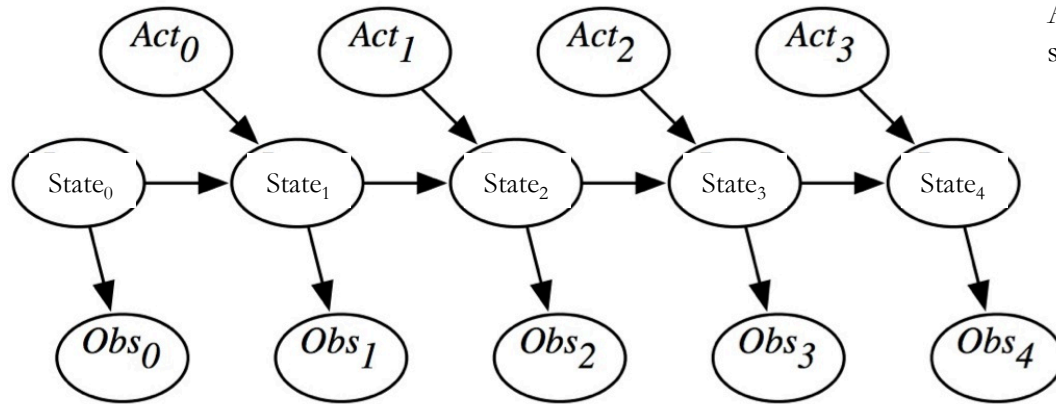 Act0 Act1 Act2 Act3 A
s
State0 State1 State2 State3 State4
Obs0 Obs1 Obs2 Obs3 Obs4